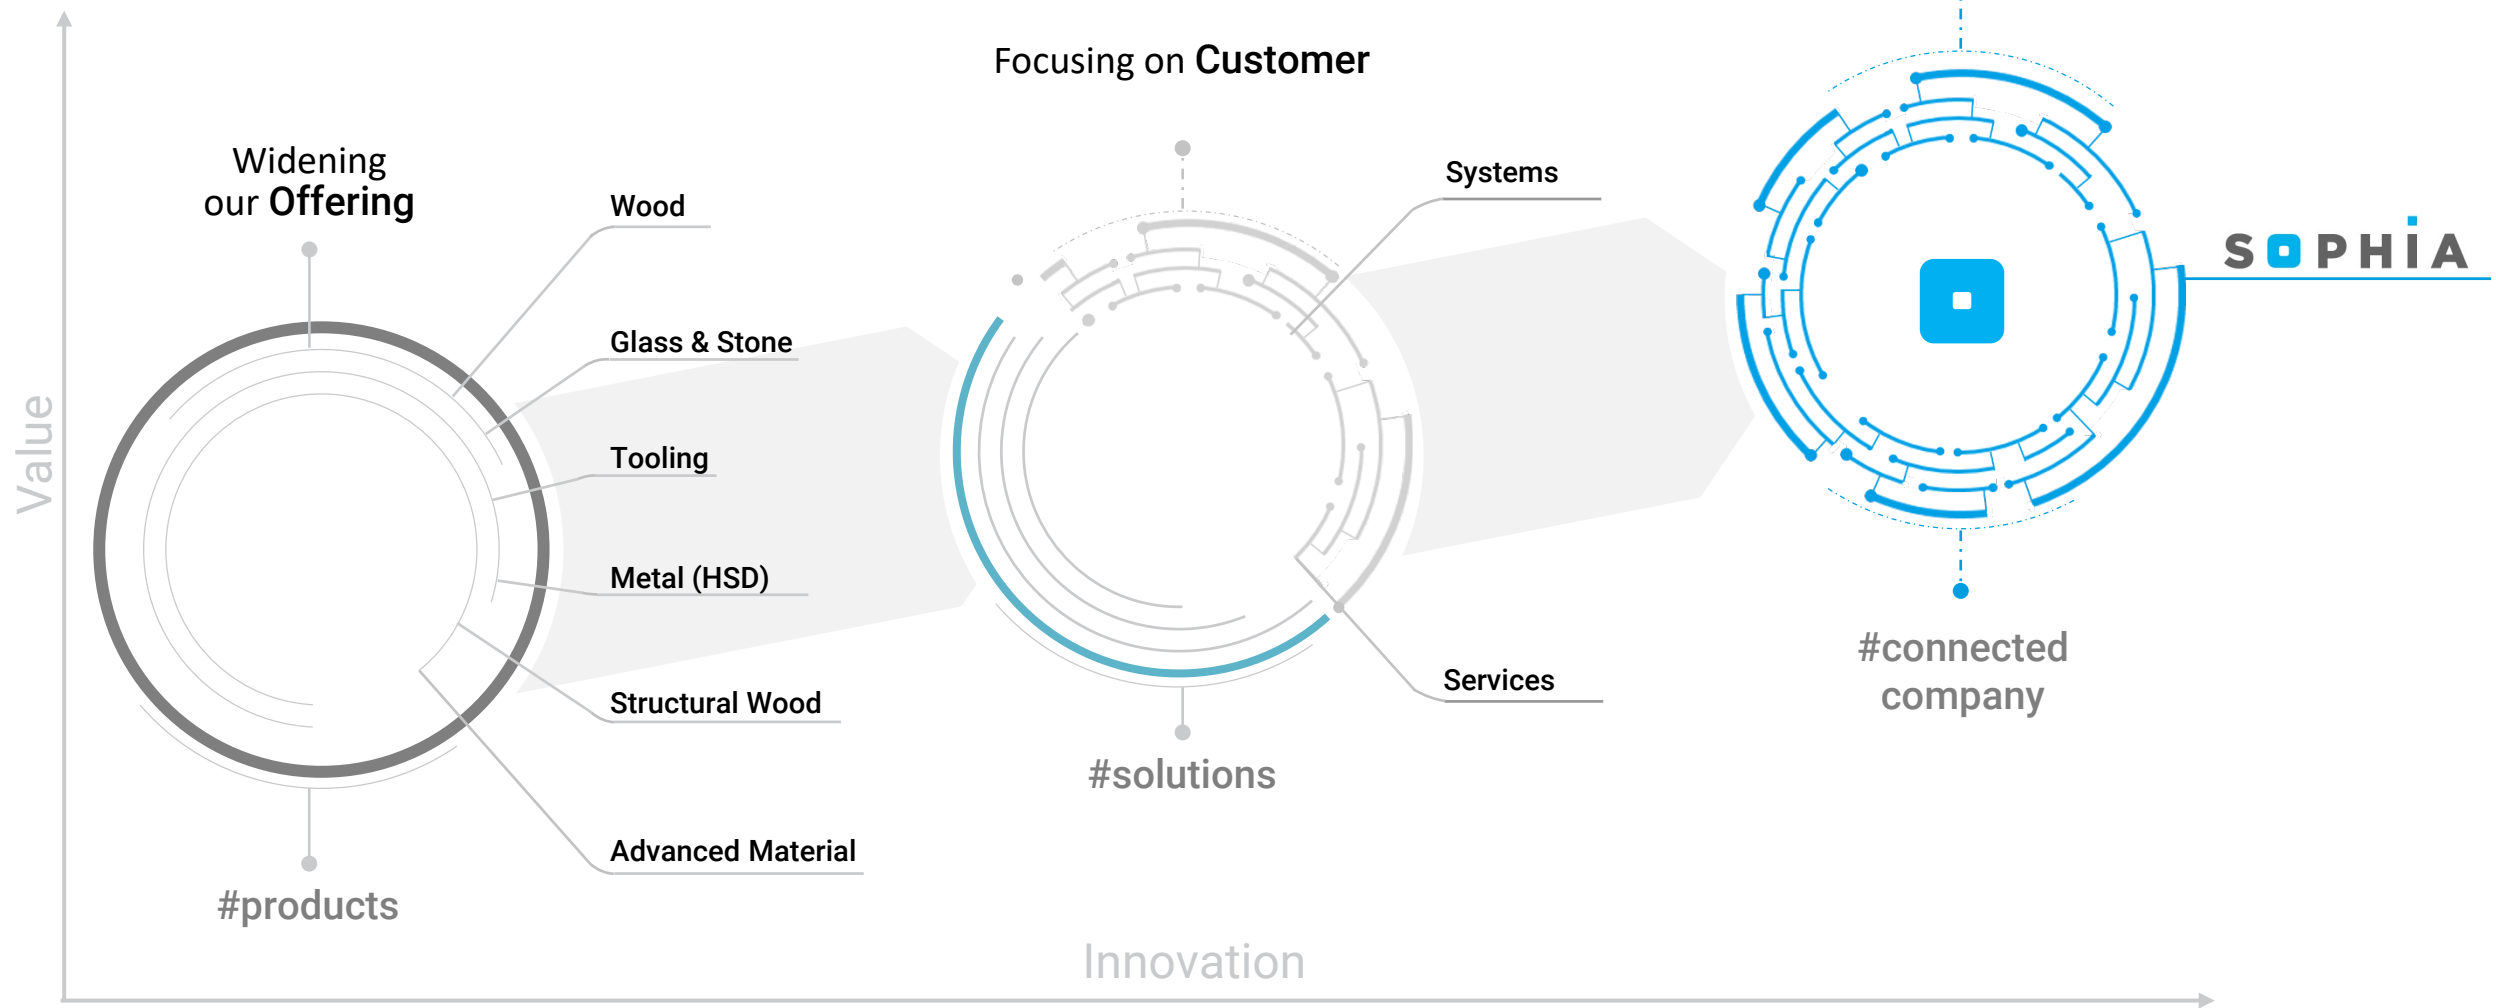 Focusing on Customer
Widening
our Offering
Wood
Glass & Stone
Tooling
Metal (HSD)
Structural Wood
Advanced Material
#products
Systems
Services
#solutions
SOPHIA
#connected
company
Value
Innovation